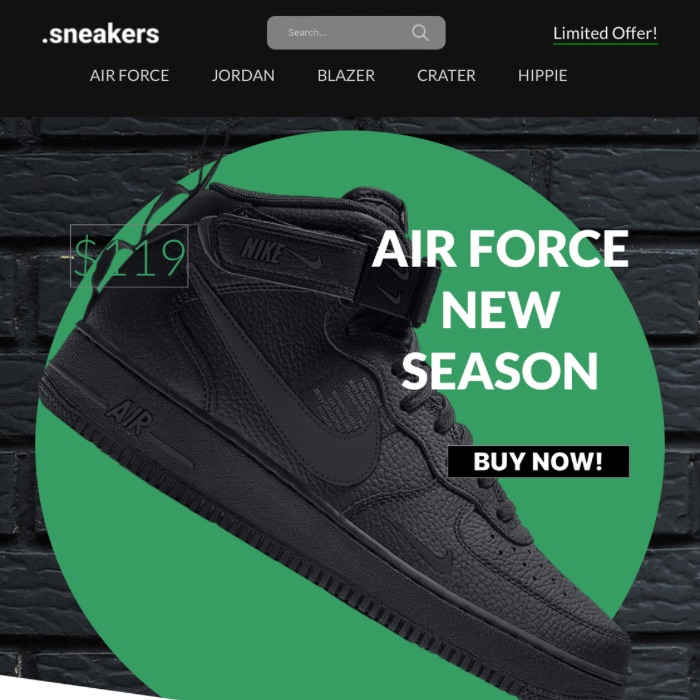 .sneakers
Search...
Limited Offer!
AIR FORCE
JORDAN
BLAZER
CRATER
HIPPIE
$119
NIKE
AIR FORCE
NEW
SEASON
AIR
BUY NOW!